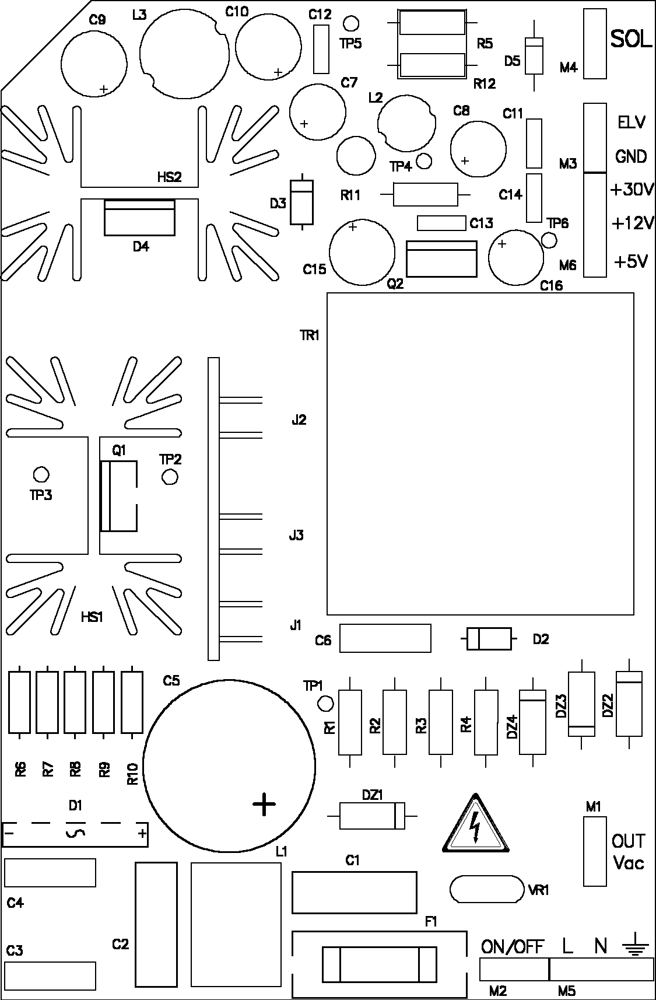 C9
L3
C10
C12
TP5
R5
D5
M4
SOL
C7
R12
L2
C8
C11
ELV
TP4
M3
GND
HS2
D3
R11
C14
+30V
C13
TP6
+12V
D4
C15
Q2
M6
+5V
C16
TR1
J2
Q1
TP2
TP3
J3
HS1
J1
C6
D2
C5
TP1
R1
R2
R3
R4
DZ4
DZ3
DZ2
R6
R7
R8
R9
R10
D1
DZ1
M1
- +
+
L1
C1
OUT
Vac
C4
VR1
F1
C3
C2
ON/OFF L N
M2
M5